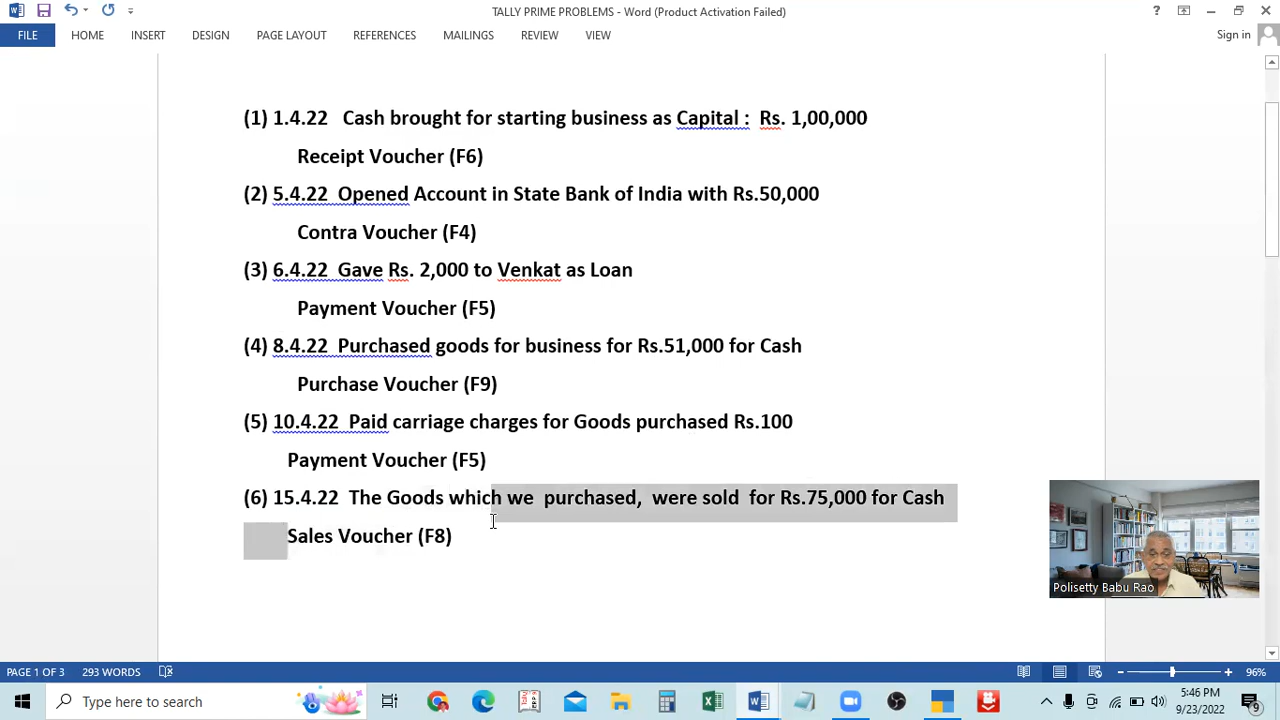 TALLY PRIME PROBLEMS - Word (Product Activation Failed)
FILE HOME INSERT DESIGN PAGE LAYOUT REFERENCES MAILINGS REVIEW VIEW Sign in
(1) 1.4.22 Cash brought for starting business as Capital : Rs. 1,00,000
Receipt Voucher (F6)
(2) 5.4.22 Opened Account in State Bank of India with Rs.50,000
Contra Voucher (F4)
(3) 6.4.22 Gave Rs. 2,000 to Venkat as Loan
Payment Voucher (F5)
(4) 8.4.22 Purchased goods for business for Rs.51,000 for Cash
Purchase Voucher (F9)
(5) 10.4.22 Paid carriage charges for Goods purchased Rs.100
Payment Voucher (F5)
(6) 15.4.22 The Goods which we purchased, were sold for Rs.75,000 for Cash
Sales Voucher (F8)
Polisetty Babu Rao
PAGE 1 OF 3 293 WORDS 96%
Type here to search
5:46 PM
9/23/2022
9